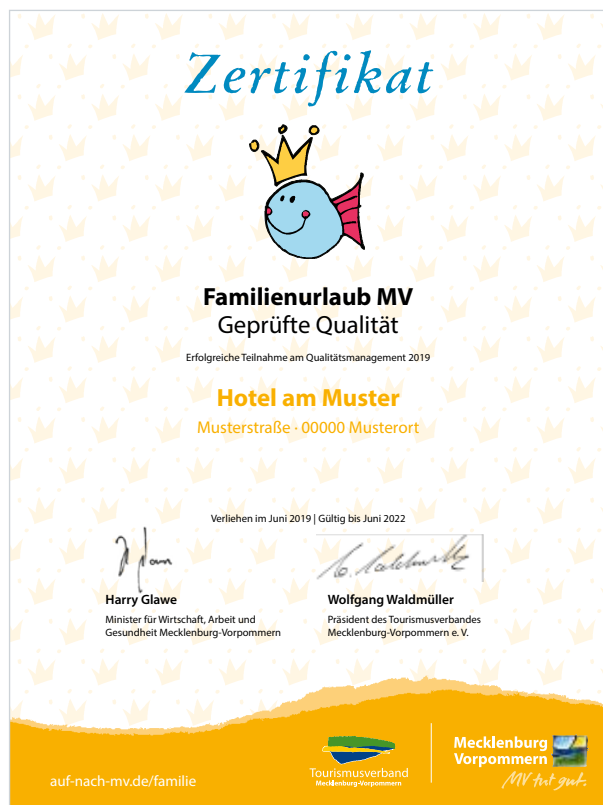 Zertifikat
Familienurlaub MV
Geprüfte Qualität
Erfolgreiche Teilnahme am Qualitätsmanagement 2019
Hotel am Muster
Musterstraße · 00000 Musterort
Verliehen im Juni 2019 | Gültig bis Juni 2022
Harry Glawe
Minister für Wirtschaft, Arbeit und
Gesundheit Mecklenburg-Vorpommern
Wolfgang Waldmüller
Präsident des Tourismusverbandes
Mecklenburg-Vorpommern e. V.
auf-nach-mv.de/familie
Tourismusverband
Mecklenburg-Vorpommern
Mecklenburg
Vorpommern
MV tut gut.